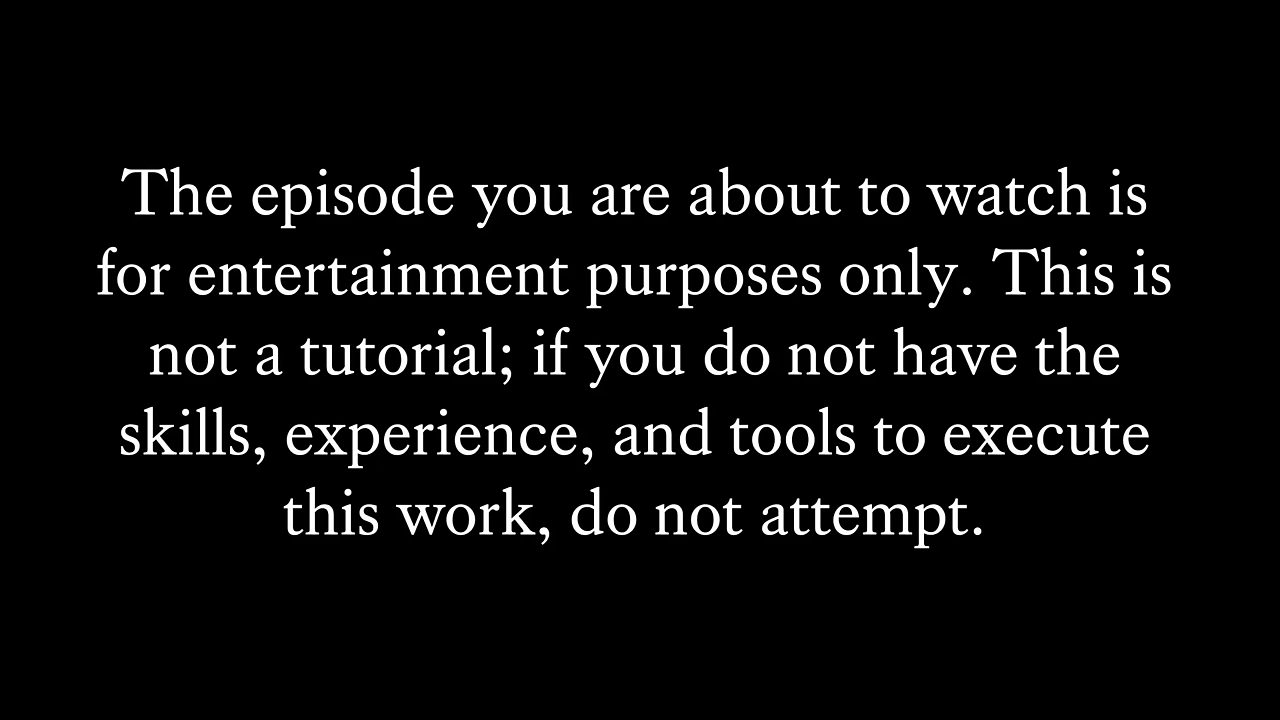 The episode you are about to watch is
for entertainment purposes only. This is
not a tutorial; if you do not have the
skills, experience, and tools to execute
this work, do not attempt.